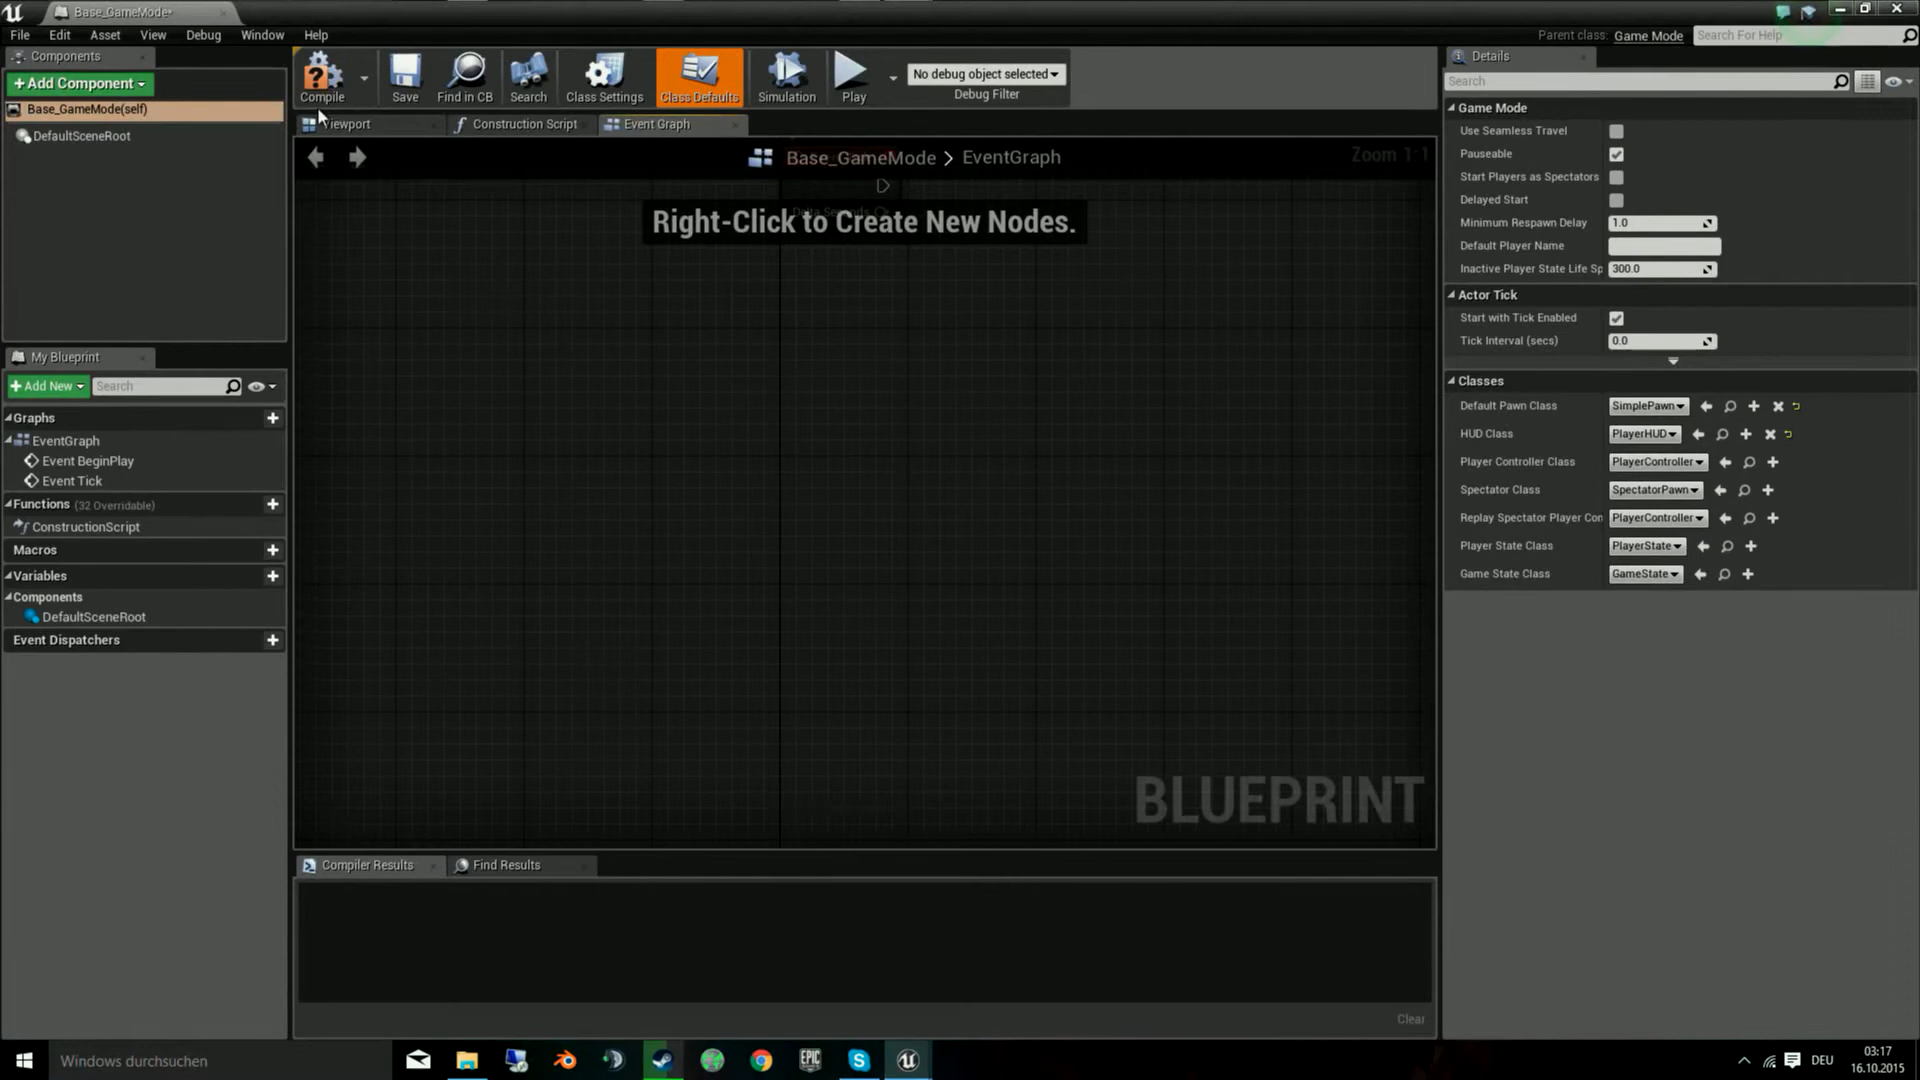 Base_GameMode*
File Edit Asset View Debug Window Help
Parent class: Game Mode Search For Help
Components
+Add Component
Base_GameMode(self)
DefaultSceneRoot
Compile Save Find in CB Search Class Settings Class Defaults Simulation Play
No debug object selected
Debug Filter
Viewport Construction Script Event Graph
Base_GameMode > EventGraph
Zoom 1:1
Delta Seconds
Right-Click to Create New Nodes.
BLUEPRINT
My Blueprint
+Add New Search
Graphs
EventGraph
Event BeginPlay
Event Tick
Functions (32 Overridable)
ConstructionScript
Macros
Variables
Components
DefaultSceneRoot
Event Dispatchers
Compiler Results Find Results
Clear
Details
Search
Game Mode
Use Seamless Travel
Pauseable
Start Players as Spectators
Delayed Start
Minimum Respawn Delay 1.0
Default Player Name
Inactive Player State Life Sp 300.0
Actor Tick
Start with Tick Enabled
Tick Interval (secs) 0.0
Classes
Default Pawn Class SimplePawn
HUD Class PlayerHUD
Player Controller Class PlayerController
Spectator Class SpectatorPawn
Replay Spectator Player Con PlayerController
Player State Class PlayerState
Game State Class GameState
Windows durchsuchen
EPIC
DEU
03:17
16.10.2015